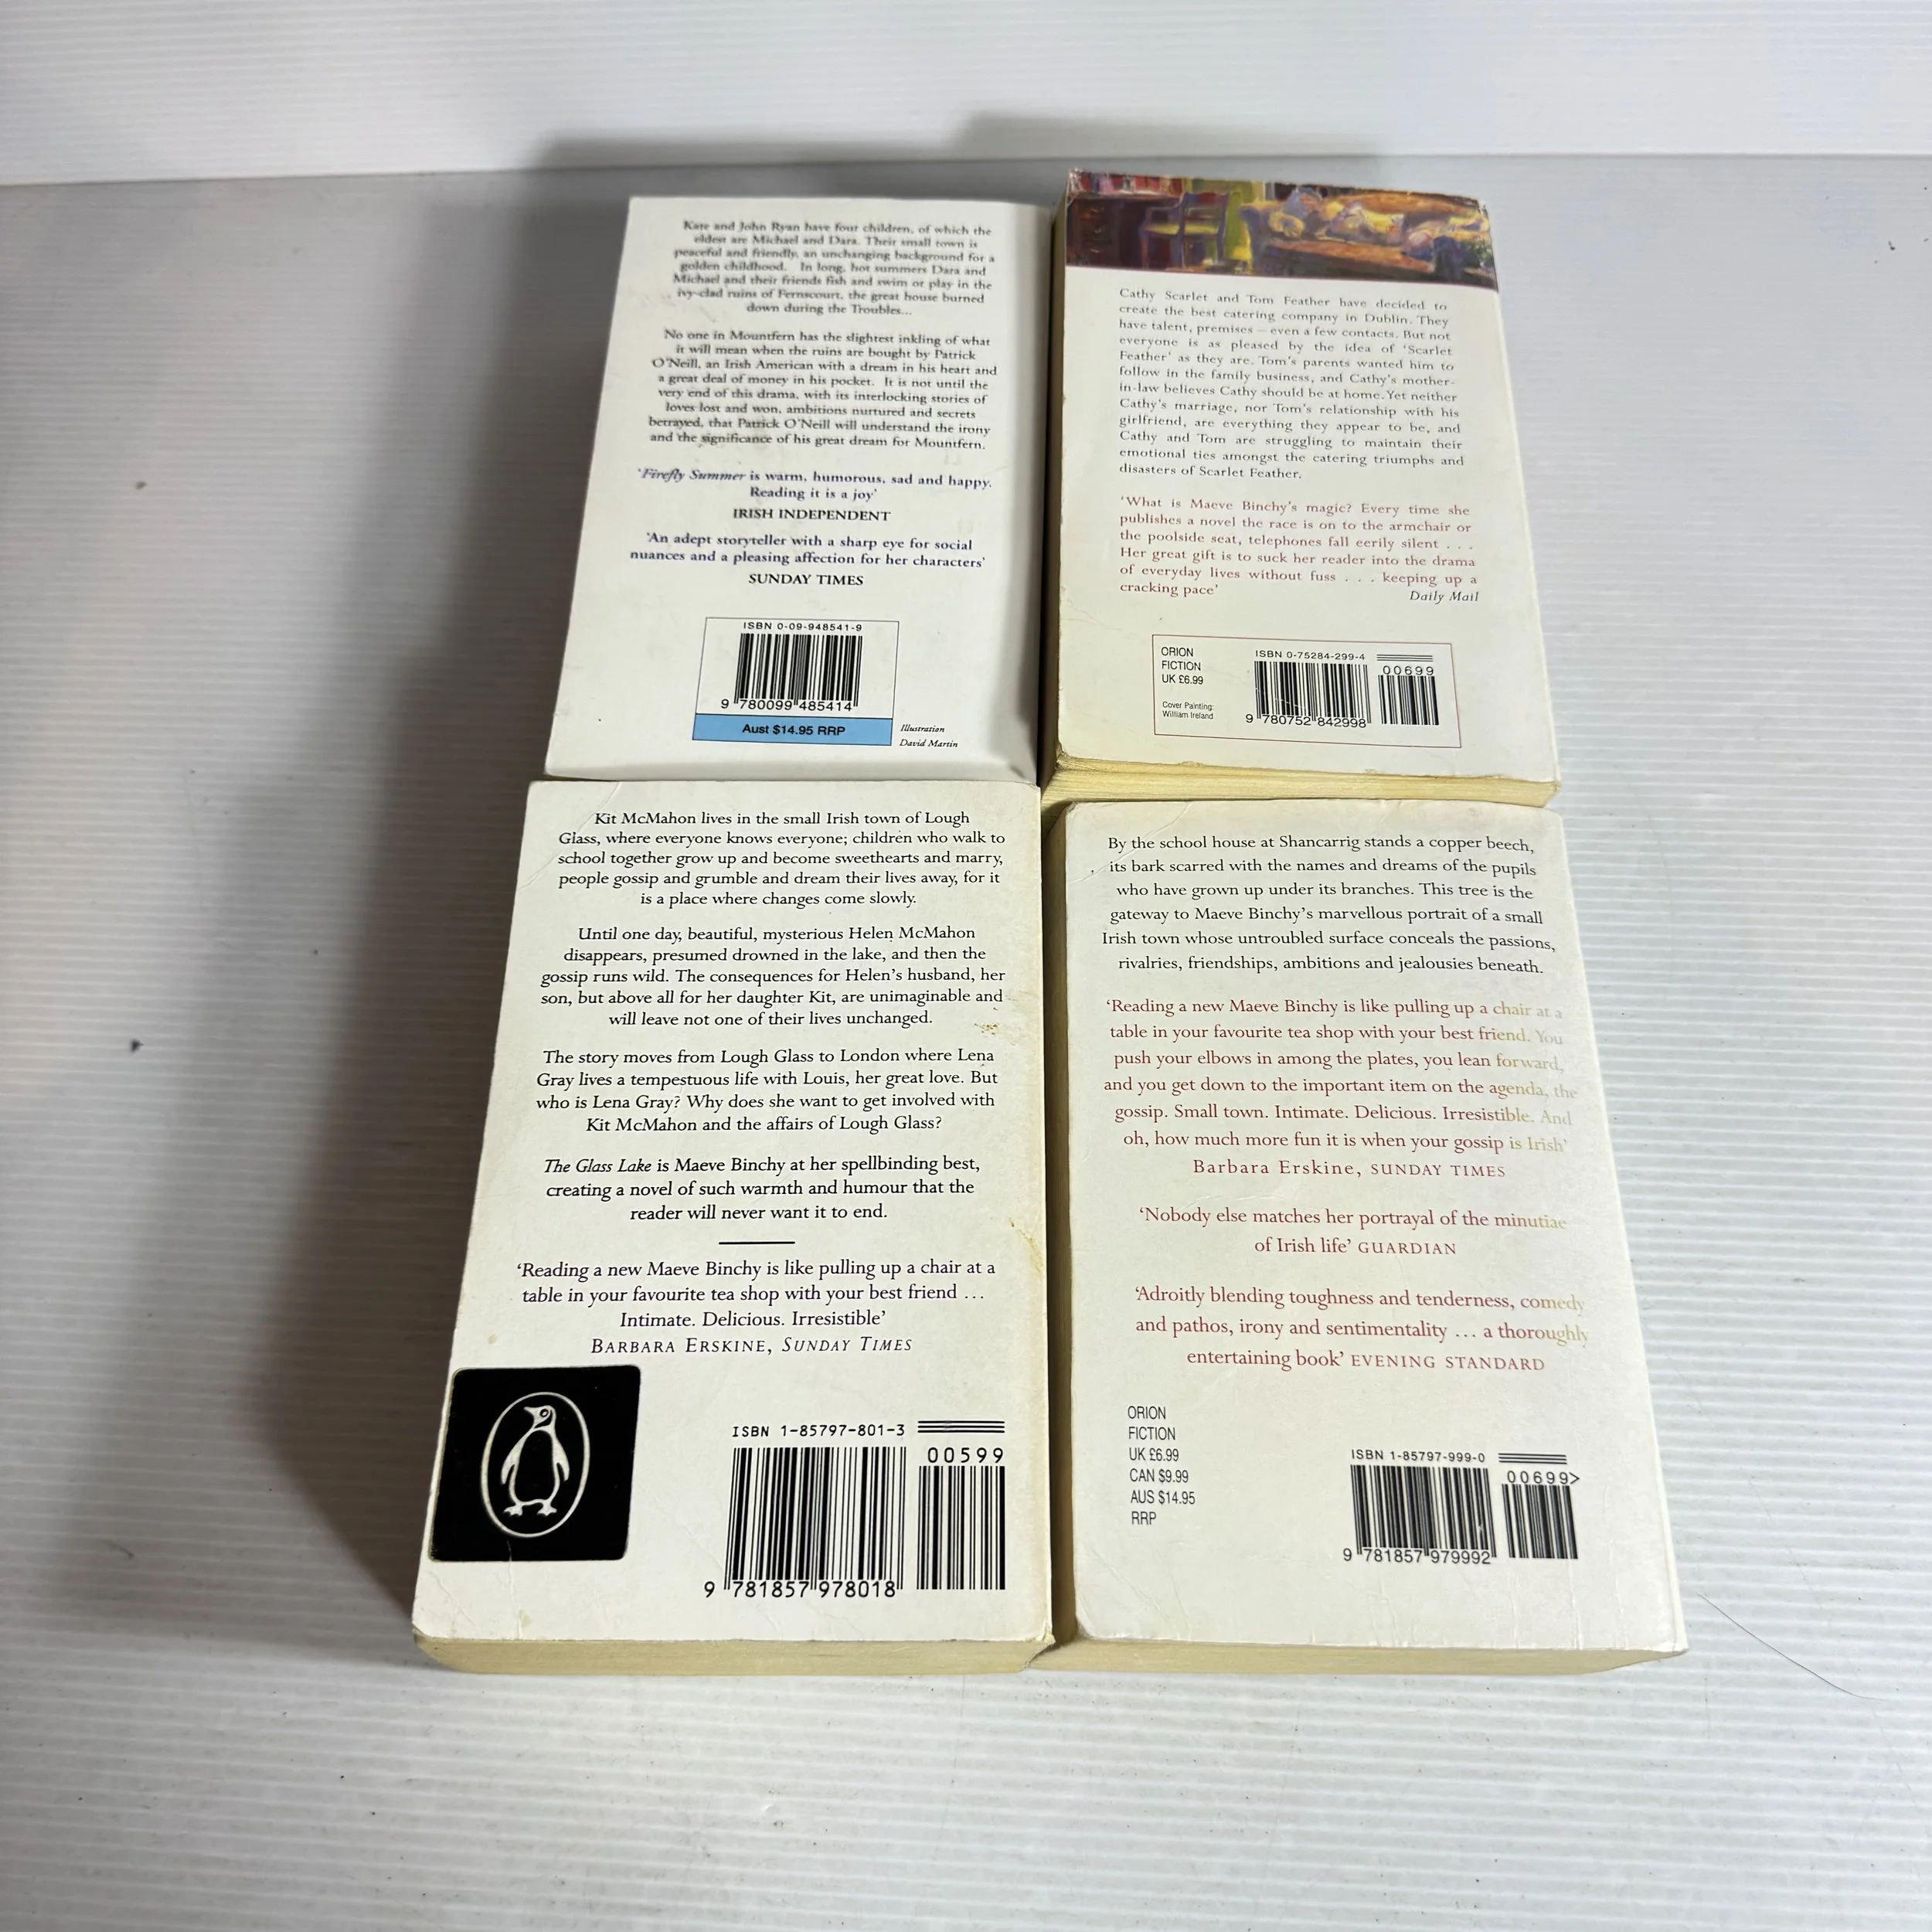 Kate and John Ryan have four children, of which the
eldest are Michael and Dara. Their small town is
peaceful and friendly, an unchanging background for a
golden childhood. In long, hot summers Dara and
Michael and their friends fish and swim or play in the
ivy-clad ruins of Fernscourt, the great house burned
down during the Troubles...
No one in Mountfern has the slightest inkling of what
it will mean when the ruins are bought by Patrick
O'Neill, an Irish American with a dream in his heart and
a great deal of money in his pocket. It is not until the
very end of this drama, with its interlocking stories of
loves lost and won, ambitions nurtured and secrets
betrayed, that Patrick O'Neill will understand the irony
and the significance of his great dream for Mountfern.
'Firefly Summer is warm, humorous, sad and happy.
Reading it is a joy'
IRISH INDEPENDENT
'An adept storyteller with a sharp eye for social
nuances and a pleasing affection for her characters'
SUNDAY TIMES
ISBN 0-09-948541-9
9 780099 485414
Aust $14.95 RRP
Illustration
David Martin
Cathy Scarlet and Tom Feather have decided to
create the best catering company in Dublin. They
have talent, premises – even a few contacts. But not
everyone is as pleased by the idea of 'Scarlet
Feather' as they are. Tom's parents wanted him to
follow in the family business, and Cathy's mother-
in-law believes Cathy should be at home. Yet neither
Cathy's marriage, nor Tom's relationship with his
girlfriend, are everything they appear to be, and
Cathy and Tom are struggling to maintain their
emotional ties amongst the catering triumphs and
disasters of Scarlet Feather.
'What is Maeve Binchy's magic? Every time she
publishes a novel the race is on to the armchair or
the poolside seat, telephones fall eerily silent . . .
Her great gift is to suck her reader into the drama
of everyday lives without fuss . . . keeping up a
cracking pace'
Daily Mail
ORION
FICTION
UK £6.99
Cover Painting:
William Ireland
ISBN 0-75284-299-4
00699
9 780752 842998
Kit McMahon lives in the small Irish town of Lough
Glass, where everyone knows everyone; children who walk to
school together grow up and become sweethearts and marry,
people gossip and grumble and dream their lives away, for it
is a place where changes come slowly.
Until one day, beautiful, mysterious Helen McMahon
disappears, presumed drowned in the lake, and then the
gossip runs wild. The consequences for Helen's husband, her
son, but above all for her daughter Kit, are unimaginable and
will leave not one of their lives unchanged.
The story moves from Lough Glass to London where Lena
Gray lives a tempestuous life with Louis, her great love. But
who is Lena Gray? Why does she want to get involved with
Kit McMahon and the affairs of Lough Glass?
The Glass Lake is Maeve Binchy at her spellbinding best,
creating a novel of such warmth and humour that the
reader will never want it to end.
'Reading a new Maeve Binchy is like pulling up a chair at a
table in your favourite tea shop with your best friend ...
Intimate. Delicious. Irresistible'
BARBARA ERSKINE, SUNDAY TIMES
ISBN 1-85797-801-3
00599
9 781857 978018
By the school house at Shancarrig stands a copper beech,
its bark scarred with the names and dreams of the pupils
who have grown up under its branches. This tree is the
gateway to Maeve Binchy's marvellous portrait of a small
Irish town whose untroubled surface conceals the passions,
rivalries, friendships, ambitions and jealousies beneath.
'Reading a new Maeve Binchy is like pulling up a chair at a
table in your favourite tea shop with your best friend. You
push your elbows in among the plates, you lean forward,
and you get down to the important item on the agenda, the
gossip. Small town. Intimate. Delicious. Irresistible. And
oh, how much more fun it is when your gossip is Irish'
Barbara Erskine, SUNDAY TIMES
'Nobody else matches her portrayal of the minutiae
of Irish life' GUARDIAN
'Adroitly blending toughness and tenderness, comedy
and pathos, irony and sentimentality ... a thoroughly
entertaining book' EVENING STANDARD
ORION
FICTION
UK £6.99
CAN $9.99
AUS $14.95
RRP
ISBN 1-85797-999-0
00699>
9 781857 979992